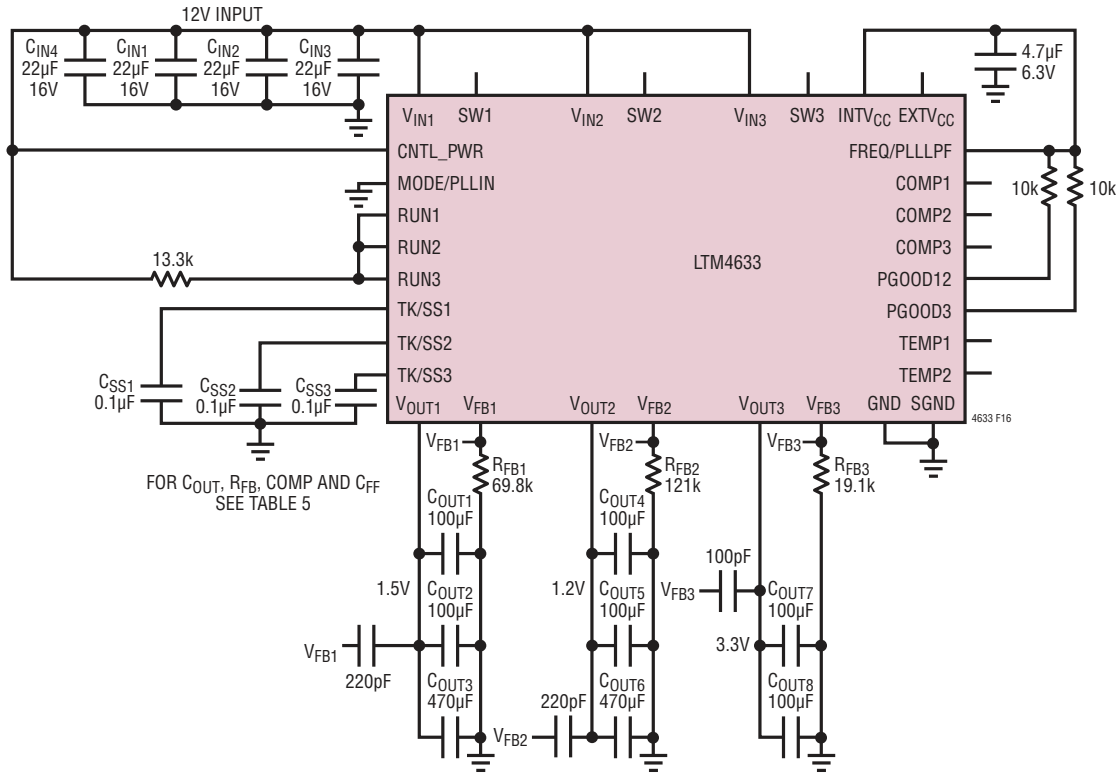 12V INPUT
CIN4
22µF
16V
CIN1
22µF
16V
CIN2
22µF
16V
CIN3
22µF
16V
4.7µF
6.3V
VIN1
SW1
VIN2
SW2
VIN3
SW3
INTVCC
EXTVCC
CNTL_PWR
MODE/PLLIN
RUN1
RUN2
RUN3
TK/SS1
TK/SS2
TK/SS3
LTM4633
FREQ/PLLLPF
COMP1
COMP2
COMP3
PGOOD12
PGOOD3
TEMP1
TEMP2
10k
10k
13.3k
CSS1
0.1µF
CSS2
0.1µF
CSS3
0.1µF
VOUT1
VFB1
VOUT2
VFB2
VOUT3
VFB3
GND
SGND
4633 F16
FOR COUT, RFB, COMP AND CFF
SEE TABLE 5
VFB1
RFB1
69.8k
COUT1
100µF
1.5V
COUT2
100µF
VFB1
220pF
COUT3
470µF
VFB2
RFB2
121k
COUT4
100µF
1.2V
COUT5
100µF
220pF
VFB2
COUT6
470µF
VFB3
RFB3
19.1k
100pF
VFB3
COUT7
100µF
3.3V
COUT8
100µF